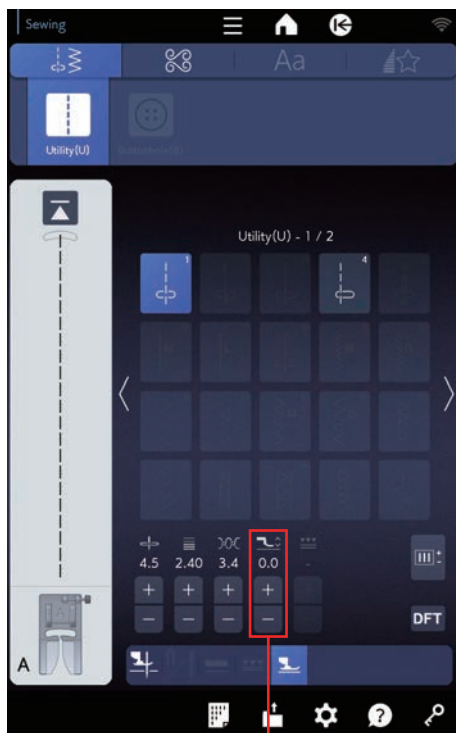 Sewing
Aa
Utility(U)
Utility(U) - 1 / 2
1
4
4.5 2.40 3.4 0.0 -
+ + + +
− − − −
DFT
A